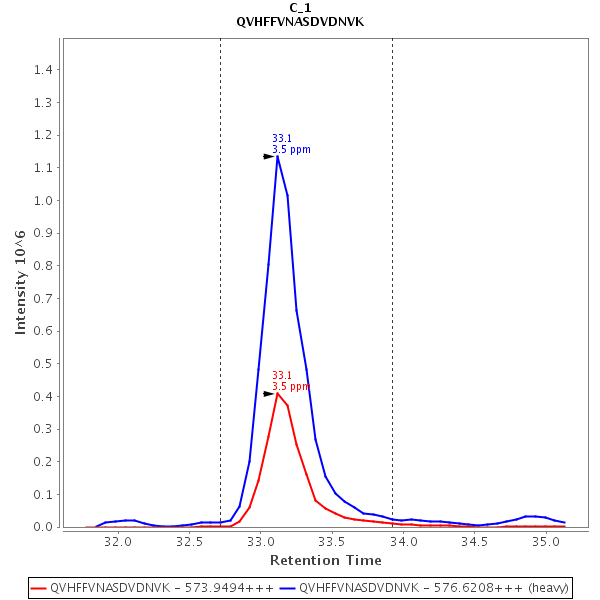 C_1
QVHFFVNASDVDNVK
Intensity 10^6
1.4
1.3
1.2
1.1
1.0
0.9
0.8
0.7
0.6
0.5
0.4
0.3
0.2
0.1
0.0
33.1
3.5 ppm
33.1
3.5 ppm
32.0 32.5 33.0 33.5 34.0 34.5 35.0
Retention Time
QVHFFVNASDVDNVK - 573.9494+++ QVHFFVNASDVDNVK - 576.6208+++ (heavy)